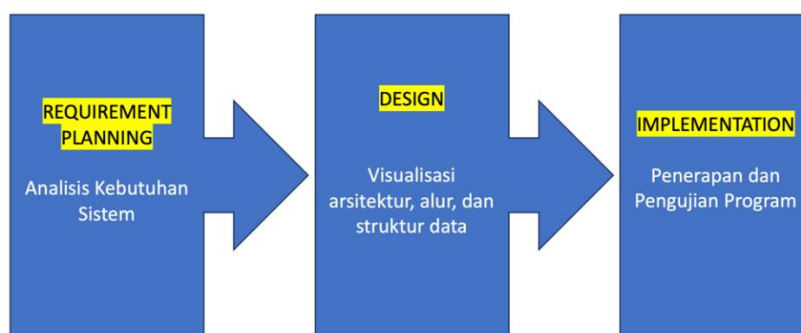 REQUIREMENT
PLANNING
Analisis Kebutuhan
Sistem
DESIGN
Visualisasi
arsitektur, alur, dan
struktur data
IMPLEMENTATION
Penerapan dan
Pengujian Program